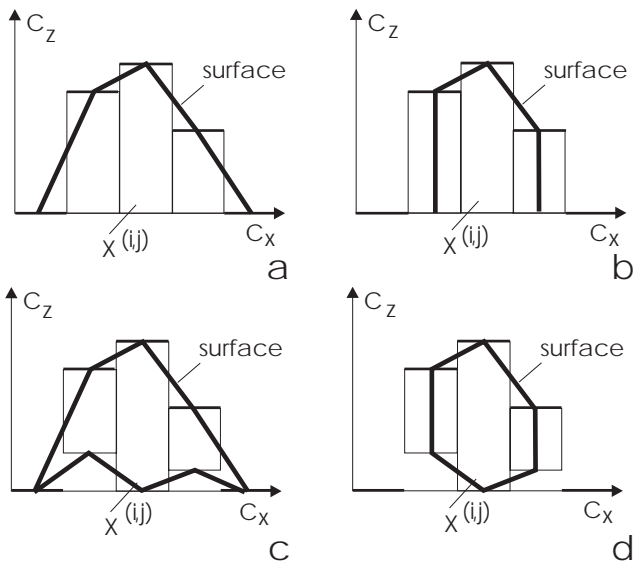 C_Z
surface
X^(i,j)
C_X
a
C_Z
surface
X^(i,j)
C_X
b
C_Z
surface
X^(i,j)
C_X
c
C_Z
surface
X^(i,j)
C_X
d